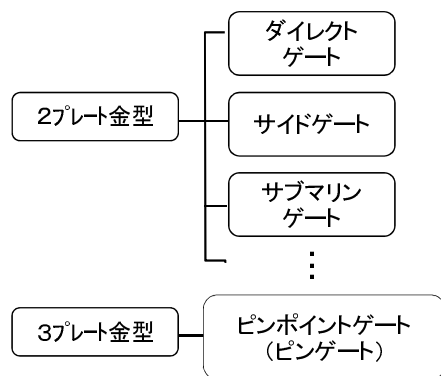 ダイレクト
ゲート
2プレート金型
サイドゲート
サブマリン
ゲート
⋮
3プレート金型
ピンポイントゲート
（ピンゲート）